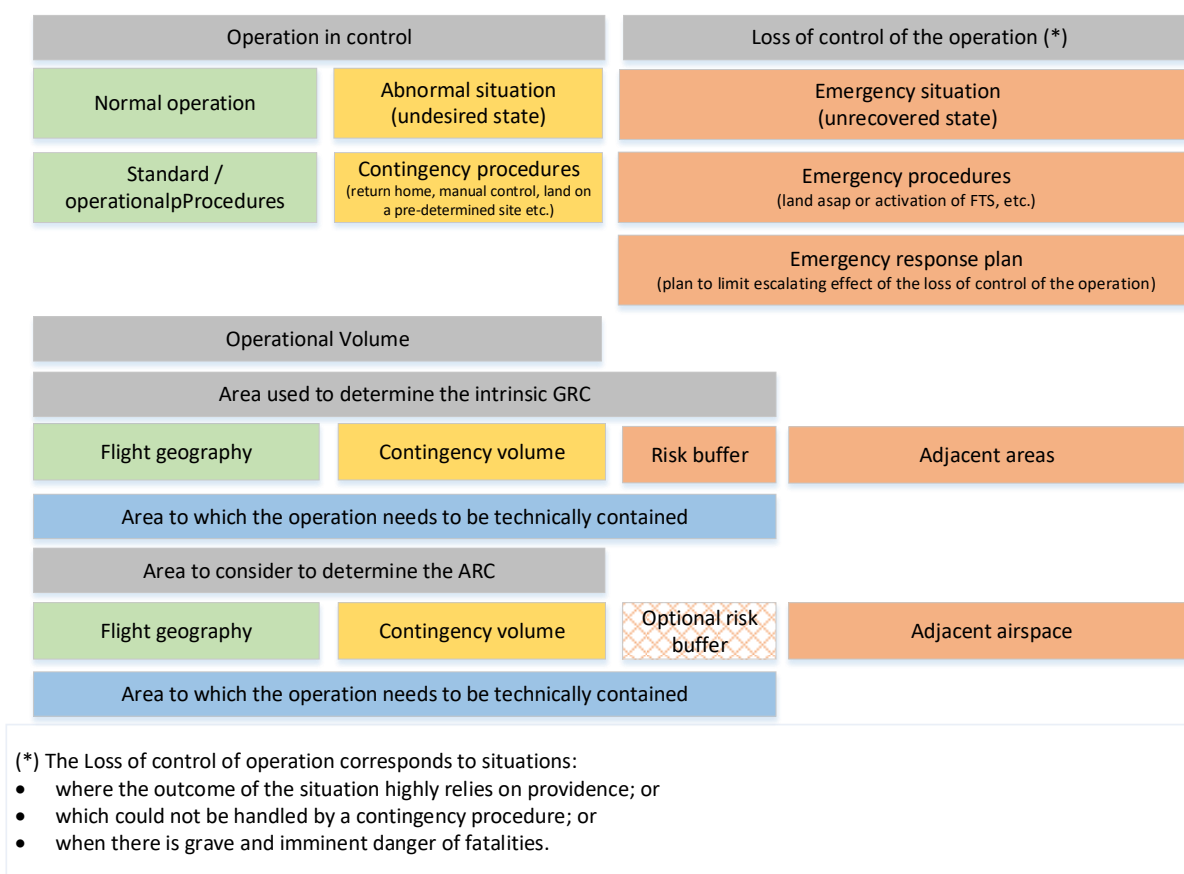 Operation in control
Loss of control of the operation (*)
Normal operation
Abnormal situation
(undesired state)
Emergency situation
(unrecovered state)
Standard /
operationalpProcedures
Contingency procedures
(return home, manual control, land on
a pre-determined site etc.)
Emergency procedures
(land asap or activation of FTS, etc.)
Emergency response plan
(plan to limit escalating effect of the loss of control of the operation)
Operational Volume
Area used to determine the intrinsic GRC
Flight geography
Contingency volume
Risk buffer
Adjacent areas
Area to which the operation needs to be technically contained
Area to consider to determine the ARC
Flight geography
Contingency volume
Optional risk
buffer
Adjacent airspace
Area to which the operation needs to be technically contained
(*) The Loss of control of operation corresponds to situations:
• where the outcome of the situation highly relies on providence; or
• which could not be handled by a contingency procedure; or
• when there is grave and imminent danger of fatalities.